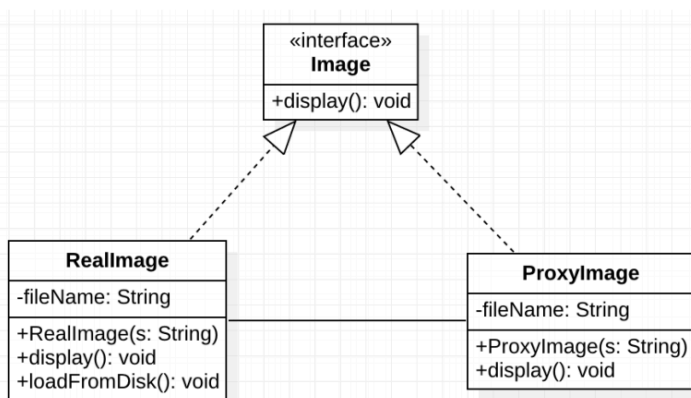 «interface»
Image
+display(): void
RealImage
-fileName: String
+RealImage(s: String)
+display(): void
+loadFromDisk(): void
ProxyImage
-fileName: String
+ProxyImage(s: String)
+display(): void